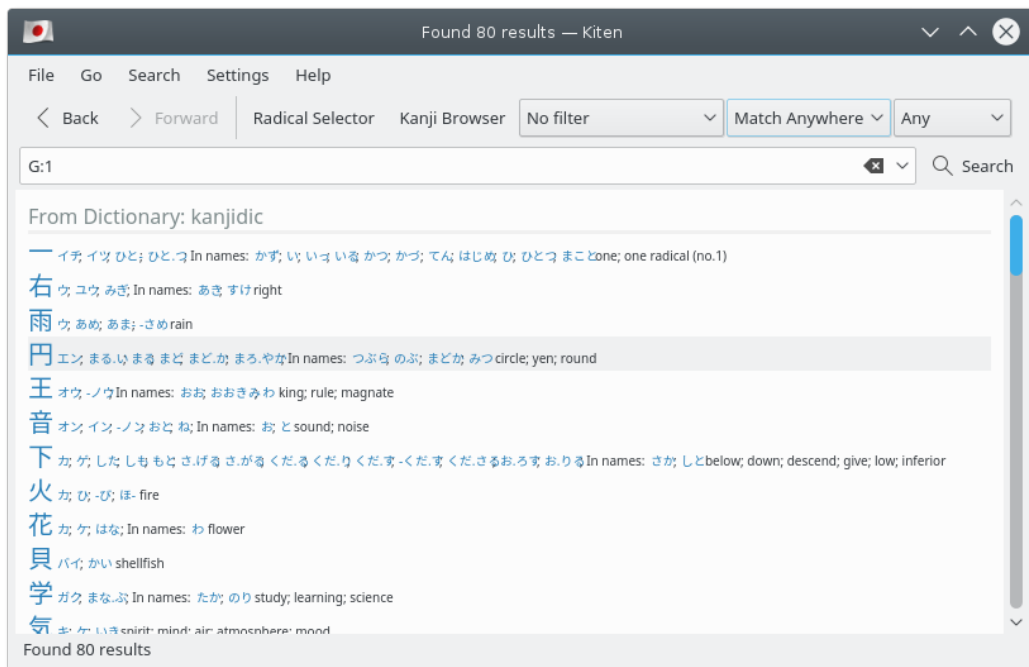 Found 80 results — Kiten
File Go Search Settings Help
Back Forward Radical Selector Kanji Browser No filter Match Anywhere Any
G:1 Search
From Dictionary: kanjidic
一 イチ; イツ; ひと-; ひと.つ In names: かず; い; いっ; いる; かつ; かづ; てん; はじめ; ひ; ひとつ; まこと one; one radical (no.1)
右 ウ; ユウ; みぎ; In names: あき; すけ right
雨 ウ; あめ; あま-; -さめ rain
円 エン; まる.い; まる; まど; まど.か; まろ.やか In names: つぶら; のぶ; まどか; みつ circle; yen; round
王 オウ; -ノウ In names: おお; おおきみ; わ king; rule; magnate
音 オン; イン; -ノン; おと; ね; In names: お; と sound; noise
下 カ; ゲ; した; しも; もと; さ.げる; さ.がる; くだ.る; くだ.り; くだ.す; -くだ.す; くだ.さる; お.ろす; お.りる In names: さか; しと below; down; descend; give; low; inferior
火 カ; ひ; -び; ほ- fire
花 カ; ケ; はな; In names: わ flower
貝 バイ; かい shellfish
学 ガク; まな.ぶ; In names: たか; のり study; learning; science
気 キ; ケ; いき spirit; mind; air; atmosphere; mood
Found 80 results